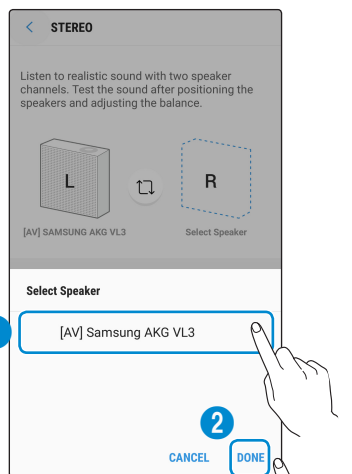 STEREO
Listen to realistic sound with two speaker
channels. Test the sound after positioning the
speakers and adjusting the balance.
L
R
[AV] SAMSUNG AKG VL3
Select Speaker
Select Speaker
[AV] Samsung AKG VL3
2
CANCEL
DONE